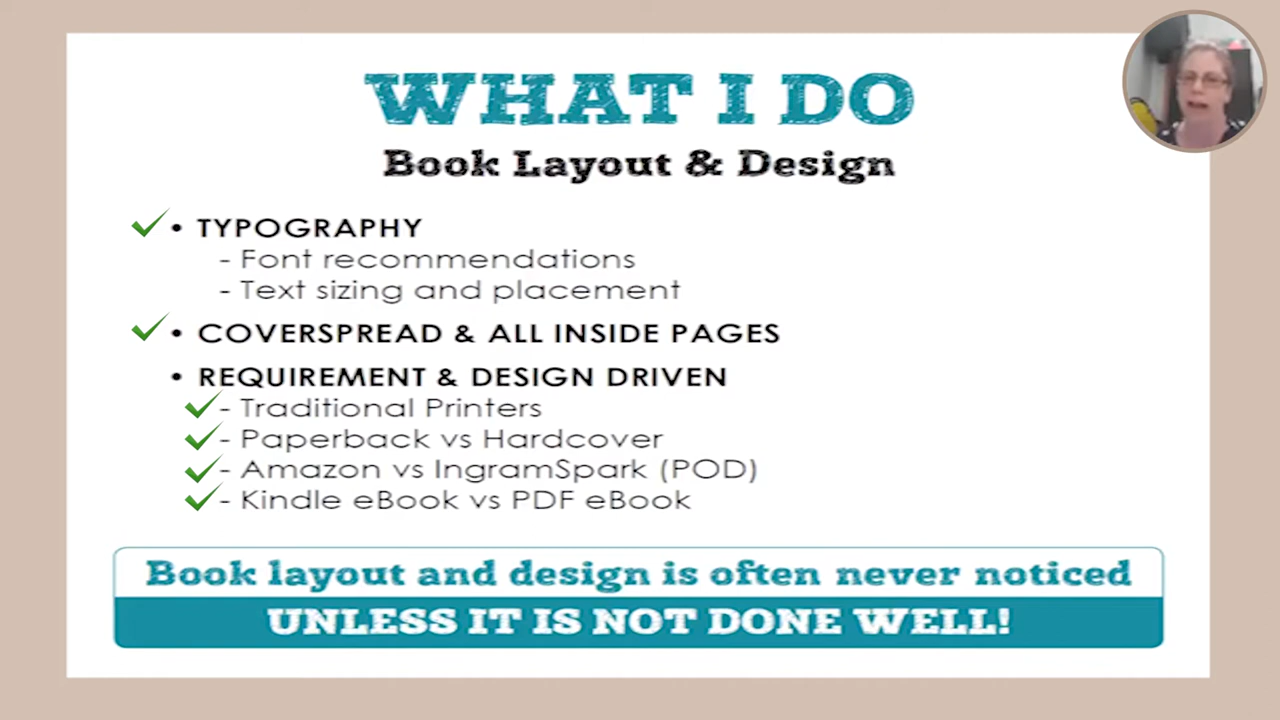 WHAT I DO
Book Layout & Design
• TYPOGRAPHY
- Font recommendations
- Text sizing and placement
• COVERSPREAD & ALL INSIDE PAGES
• REQUIREMENT & DESIGN DRIVEN
- Traditional Printers
- Paperback vs Hardcover
- Amazon vs IngramSpark (POD)
- Kindle eBook vs PDF eBook
Book layout and design is often never noticed
UNLESS IT IS NOT DONE WELL!